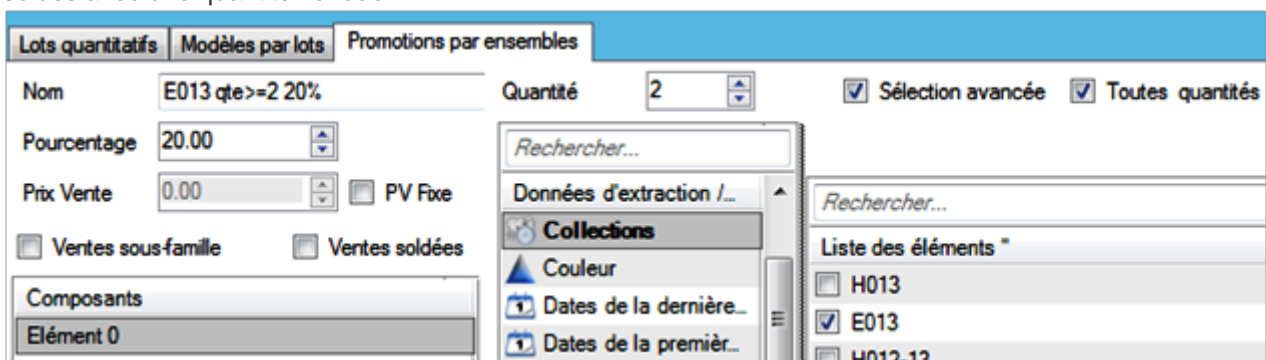 Lots quantitatifs Modèles par lots Promotions par ensembles
Nom E013 qte>=2 20% Quantité 2 Sélection avancée Toutes quantités
Pourcentage 20.00 Rechercher...
Prix Vente 0.00 PV Fixe Données d'extraction /... Rechercher...
Ventes sous-famille Ventes soldées Collections Liste des éléments "
Couleur H013
Composants Dates de la dernière... E013
Elément 0 Dates de la premièr... H012-13